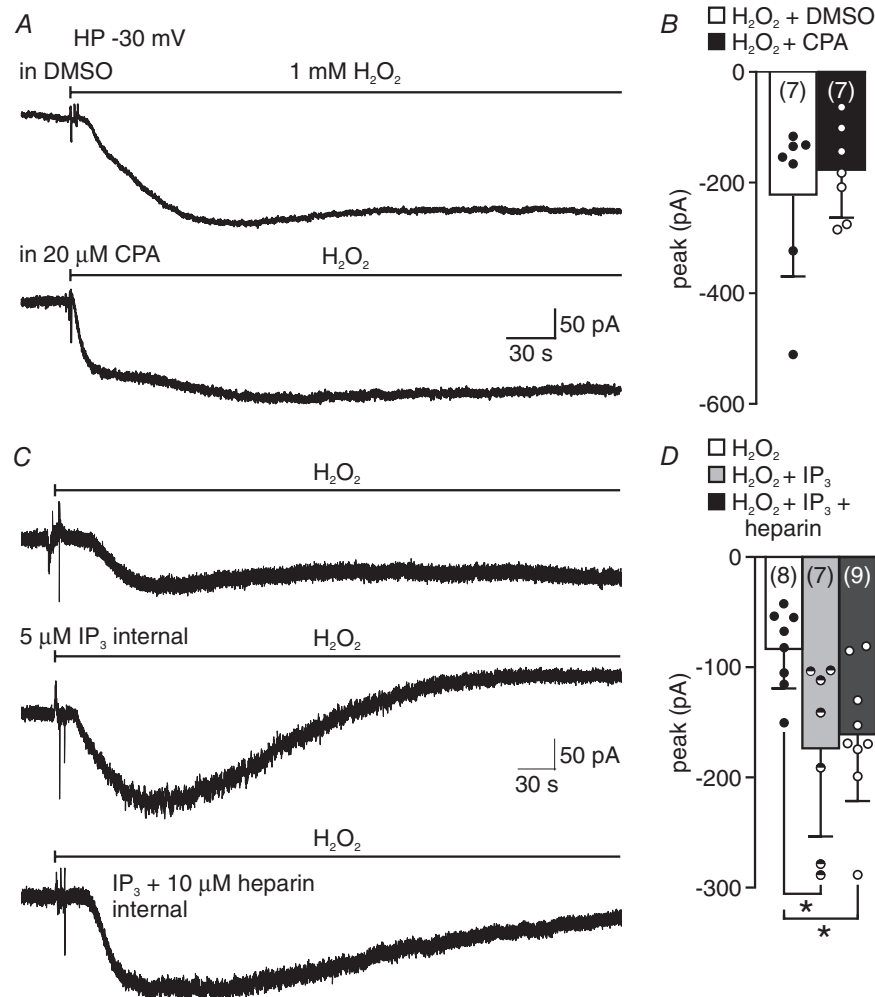 A
HP -30 mV
in DMSO
1 mM H₂O₂
in 20 µM CPA
H₂O₂
50 pA
30 s
B
H₂O₂ + DMSO
H₂O₂ + CPA
0
-200
-400
-600
peak (pA)
(7)
(7)
C
H₂O₂
5 µM IP₃ internal
H₂O₂
50 pA
30 s
H₂O₂
IP₃ + 10 µM heparin
internal
D
H₂O₂
H₂O₂ + IP₃
H₂O₂ + IP₃ +
heparin
0
-100
-200
-300
peak (pA)
(8)
(7)
(9)
*
*